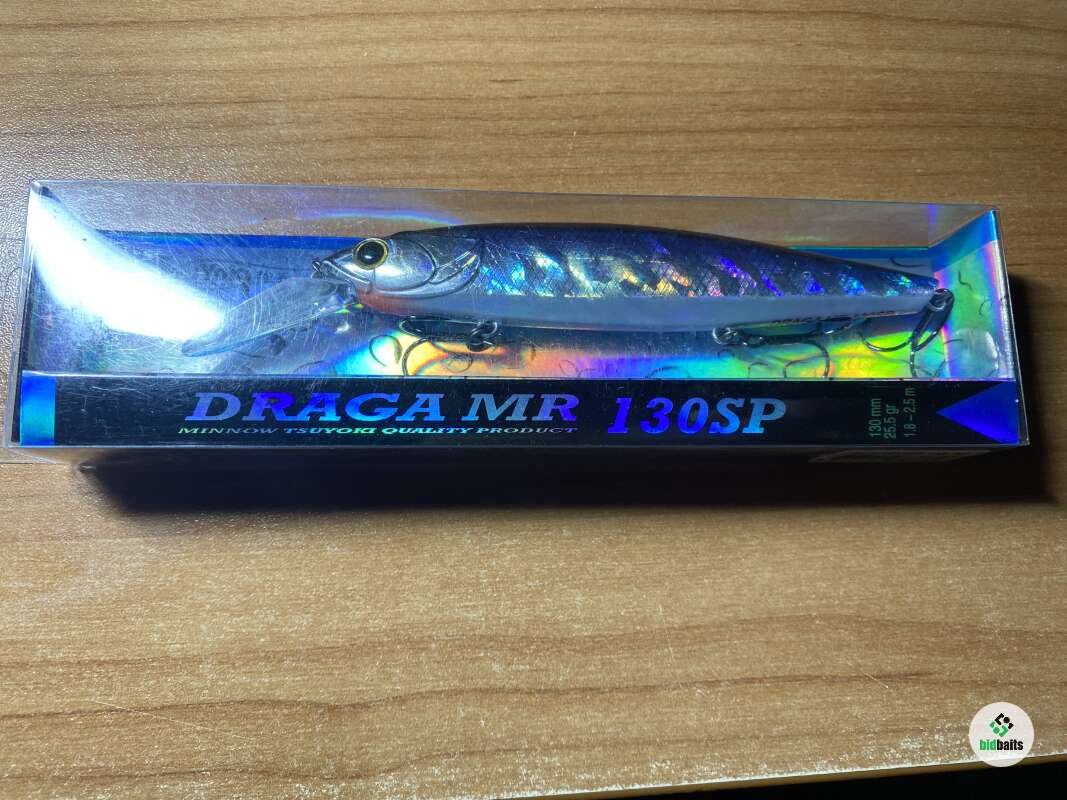 DRAGA MR 130SP
MINNOW TSUYOKI QUALITY PRODUCT
130 mm
25.5 gr
1.8-2.5 m
bidbaits